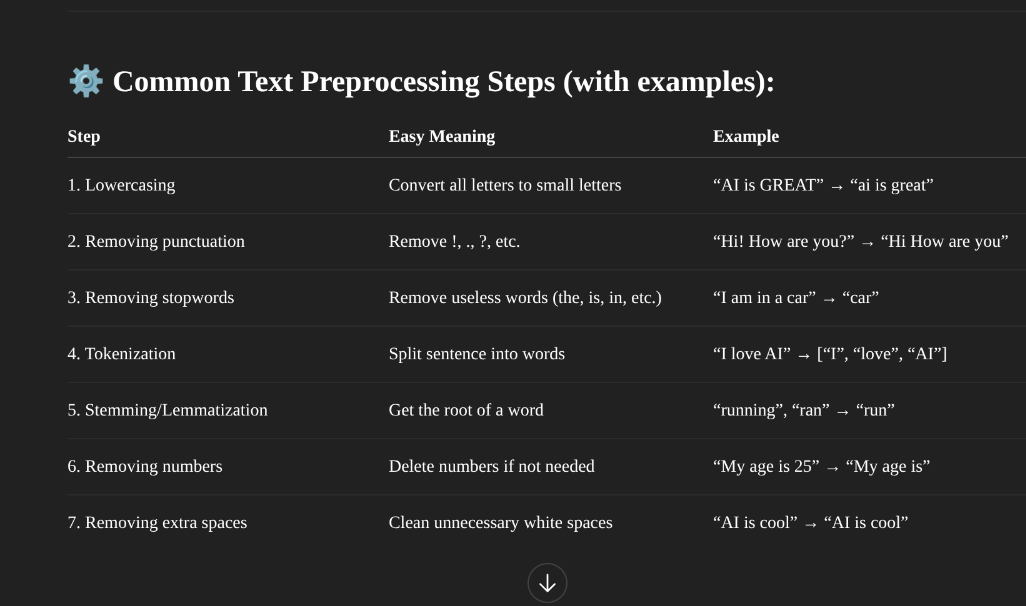 ⚙️ Common Text Preprocessing Steps (with examples):
Step Easy Meaning Example
1. Lowercasing Convert all letters to small letters “AI is GREAT” → “ai is great”
2. Removing punctuation Remove !, ., ?, etc. “Hi! How are you?” → “Hi How are you”
3. Removing stopwords Remove useless words (the, is, in, etc.) “I am in a car” → “car”
4. Tokenization Split sentence into words “I love AI” → [“I”, “love”, “AI”]
5. Stemming/Lemmatization Get the root of a word “running”, “ran” → “run”
6. Removing numbers Delete numbers if not needed “My age is 25” → “My age is”
7. Removing extra spaces Clean unnecessary white spaces “AI is cool” → “AI is cool”